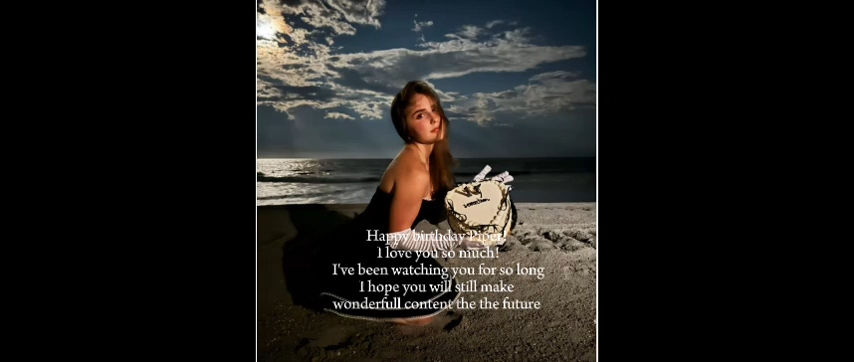 Happy birthday Piper!
I love you so much!
I've been watching you for so long
I hope you will still make
wonderfull content the the future